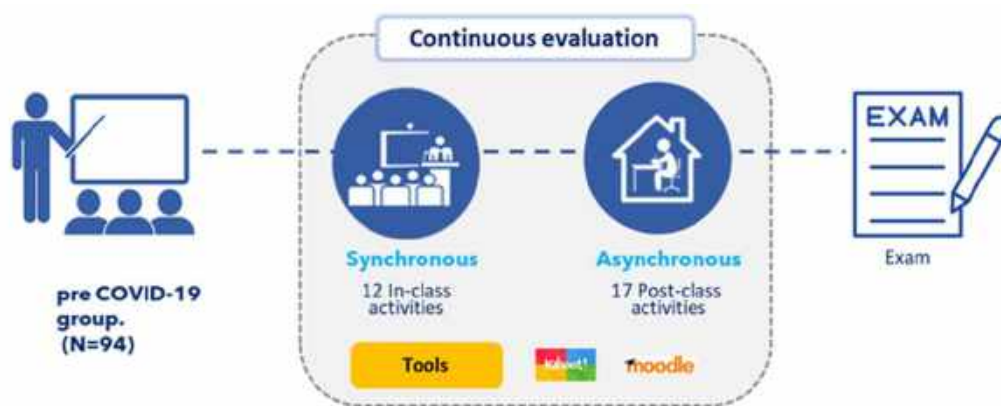 Continuous evaluation
EXAM
Synchronous
Asynchronous
12 In-class
activities
17 Post-class
activities
Exam
pre COVID-19
group.
(N=94)
Tools
Kahoot!
moodle